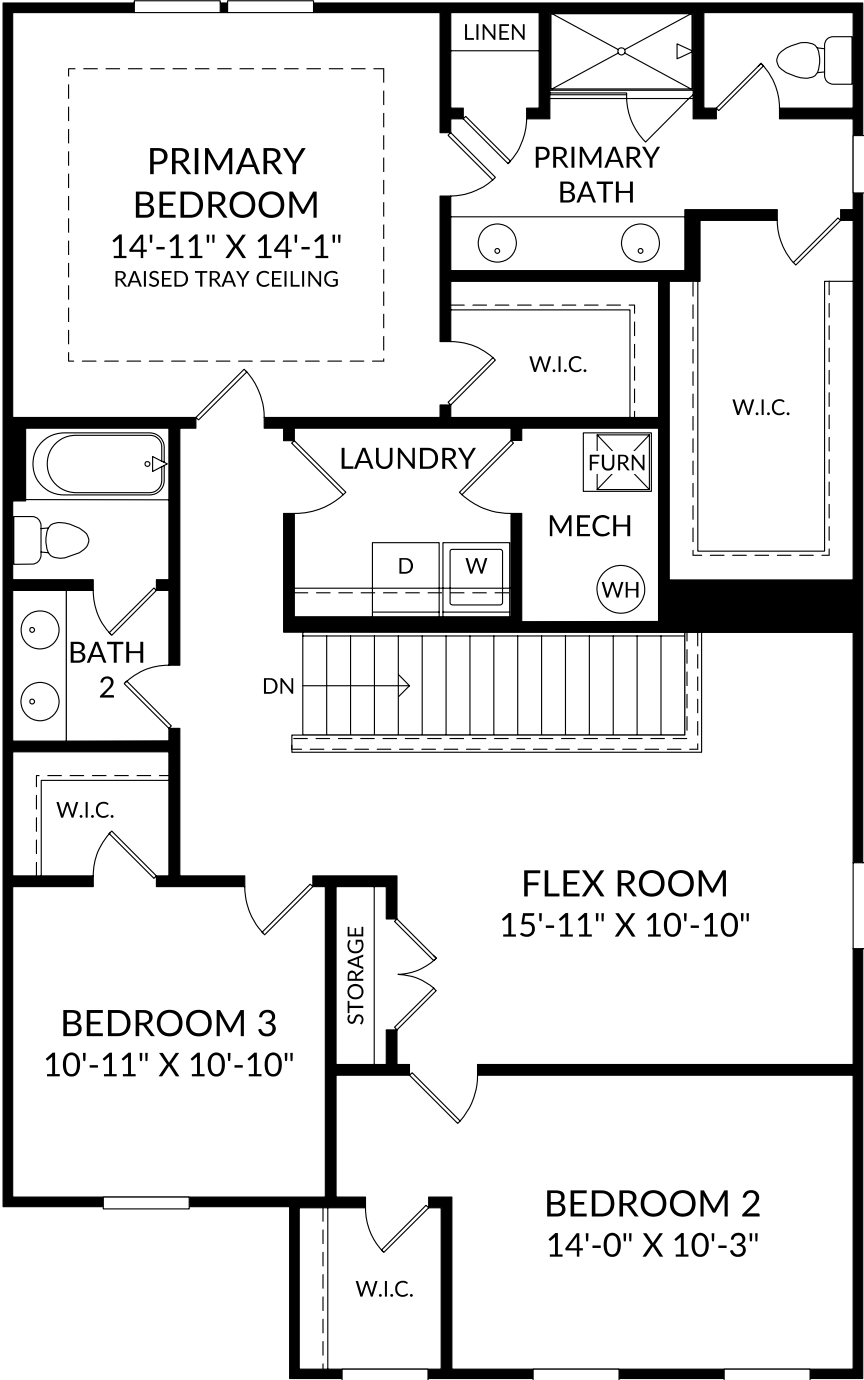 LINEN
PRIMARY
BEDROOM
14'-11" X 14'-1"
RAISED TRAY CEILING
PRIMARY
BATH
W.I.C.
W.I.C.
LAUNDRY
FURN
MECH
D
W
WH
BATH
2
DN
W.I.C.
FLEX ROOM
15'-11" X 10'-10"
STORAGE
BEDROOM 3
10'-11" X 10'-10"
BEDROOM 2
14'-0" X 10'-3"
W.I.C.